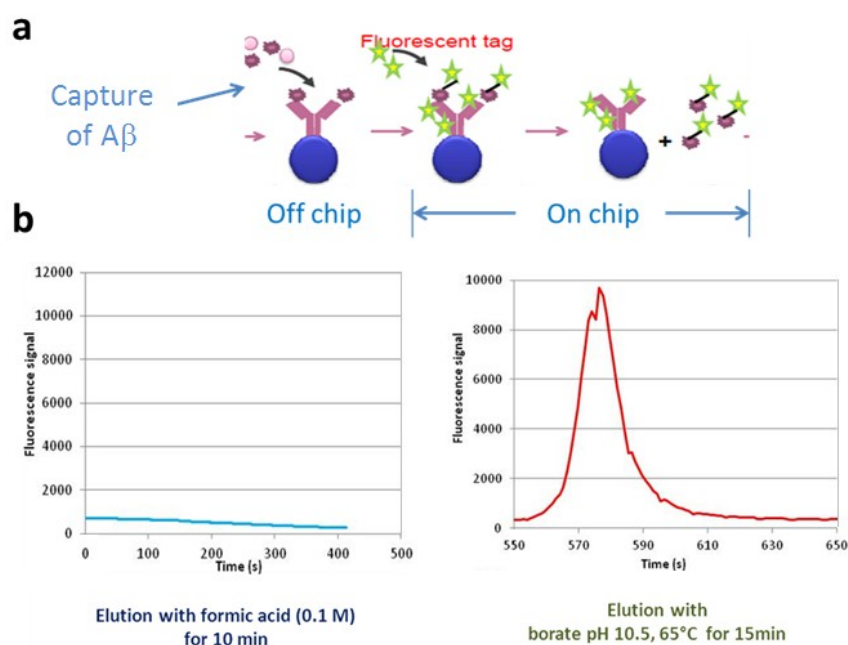 a
Fluorescent tag
Capture
of Aβ
+
Off chip
On chip
b
12000
10000
8000
6000
4000
2000
0
Fluorescence signal
0 100 200 300 400 500
Time (s)
Elution with formic acid (0.1 M)
for 10 min
10000
8000
6000
4000
2000
0
Fluorescence signal
550 570 590 610 630 650
Time (s)
Elution with
borate pH 10.5, 65°C for 15min